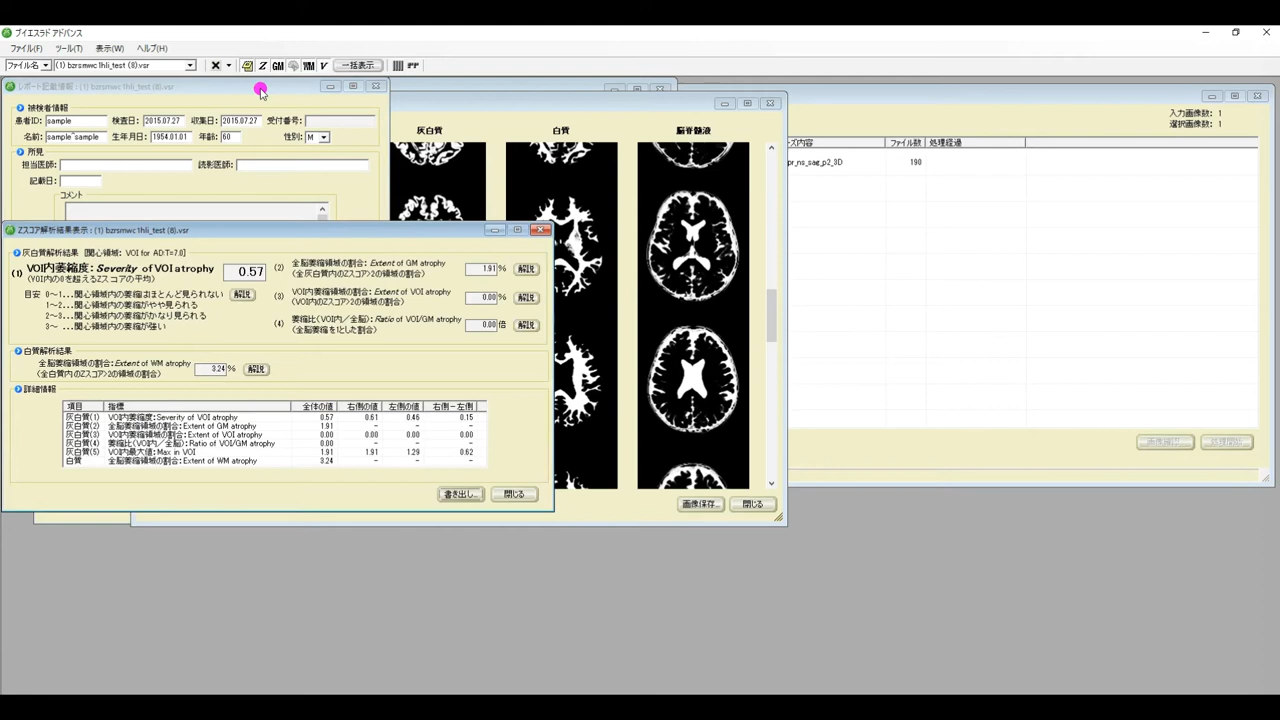 ブイエスラド アドバンス
ファイル(F) ツール(T) 表示(W) ヘルプ(H)
ファイル名 (1) bzrsmwc1hli_test (8).vsr Z GM WM V 一括表示
レポート記載情報 : (1) bzrsmwc1hli_test (8).vsr
被検者情報
患者ID: sample 検査日: 2015.07.27 収集日: 2015.07.27 受付番号:
名前: sample^sample 生年月日: 1954.01.01 年齢: 60 性別: M
所見
担当医師: 読影医師:
記載日:
コメント
灰白質 白質 脳脊髄液
入力画像数: 1
選択画像数: 1
ーズ内容 ファイル数 処理経過
pr_ns_sag_p2_3D 190
Zスコア解析結果表示 : (1) bzrsmwc1hli_test (8).vsr
灰白質解析結果 [関心領域: VOI for AD:T=7.8]
(1) VOI内萎縮度: Severity of VOI atrophy 0.57
(VOI内の0を超えるZスコアの平均)
目安 0～1…関心領域内の萎縮はほとんど見られない 解説
1～2…関心領域内の萎縮がやや見られる
2～3…関心領域内の萎縮がかなり見られる
3～ …関心領域内の萎縮が強い
(2) 全脳萎縮領域の割合: Extent of GM atrophy 1.91 % 解説
(全灰白質内のZスコア>2の領域の割合)
(3) VOI内萎縮領域の割合: Extent of VOI atrophy 0.00 % 解説
(VOI内のZスコア>2の領域の割合)
(4) 萎縮比(VOI内／全脳): Ratio of VOI/GM atrophy 0.00 倍 解説
(全脳萎縮を1とした割合)
白質解析結果
全脳萎縮領域の割合: Extent of WM atrophy 3.24 % 解説
(全白質内のZスコア>2の領域の割合)
詳細情報
項目 指標 全体の値 右側の値 左側の値 右側－左側
灰白質(1) VOI内萎縮度:Severity of VOI atrophy 0.57 0.61 0.46 0.15
灰白質(2) 全脳萎縮領域の割合:Extent of GM atrophy 1.91 - - -
灰白質(3) VOI内萎縮領域の割合:Extent of VOI atrophy 0.00 0.00 0.00 0.00
灰白質(4) 萎縮比(VOI内／全脳):Ratio of VOI/GM atrophy 0.00 - - -
灰白質(5) VOI内最大値:Max in VOI 1.91 1.91 1.29 0.62
白質 全脳萎縮領域の割合:Extent of WM atrophy 3.24 - - -
書き出し... 閉じる
画像保存... 閉じる